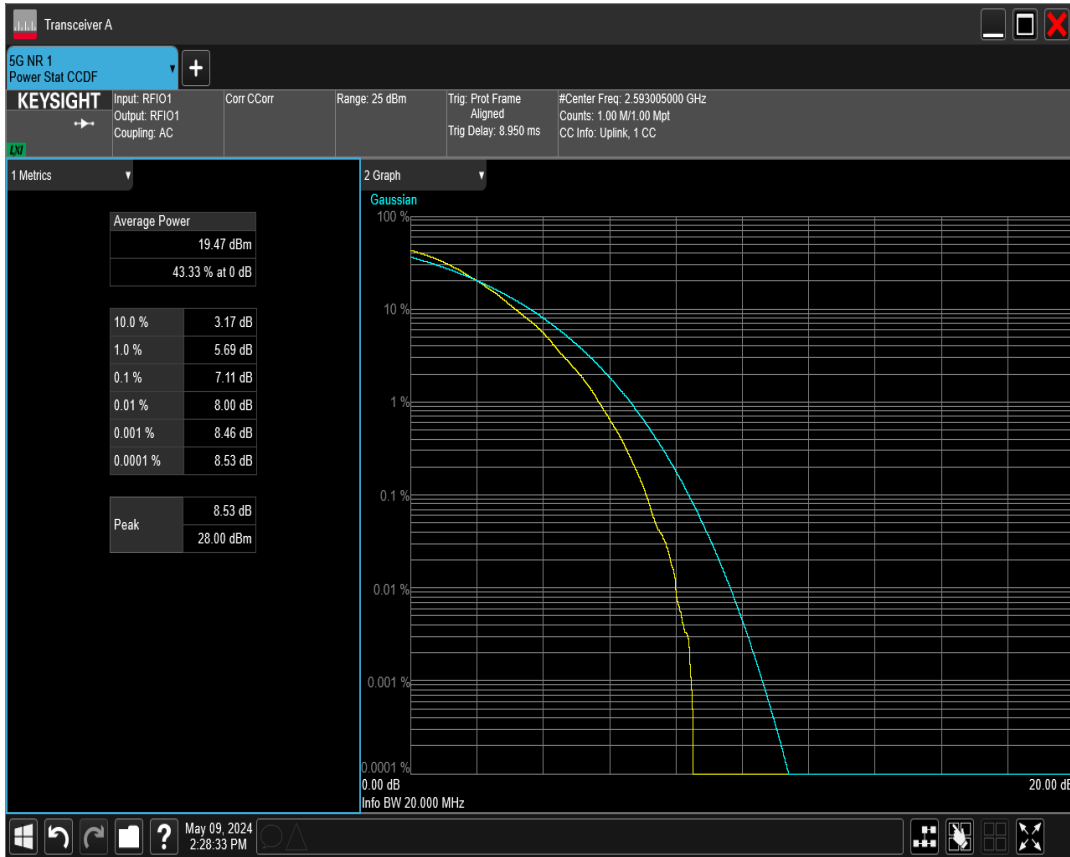 Transceiver A
5G NR 1
Power Stat CCDF
+
KEYSIGHT
LXI
Input: RFIO1
Output: RFIO1
Coupling: AC
Corr CCorr
Range: 25 dBm
Trig: Prot Frame
Aligned
Trig Delay: 8.950 ms
#Center Freq: 2.593005000 GHz
Counts: 1.00 M/1.00 Mpt
CC Info: Uplink, 1 CC
1 Metrics
Average Power
19.47 dBm
43.33 % at 0 dB
10.0 % 3.17 dB
1.0 % 5.69 dB
0.1 % 7.11 dB
0.01 % 8.00 dB
0.001 % 8.46 dB
0.0001 % 8.53 dB
Peak
8.53 dB
28.00 dBm
2 Graph
Gaussian
100 %
10 %
1 %
0.1 %
0.01 %
0.001 %
0.0001 %
0.00 dB 20.00 dB
Info BW 20.000 MHz
?
May 09, 2024
2:28:33 PM